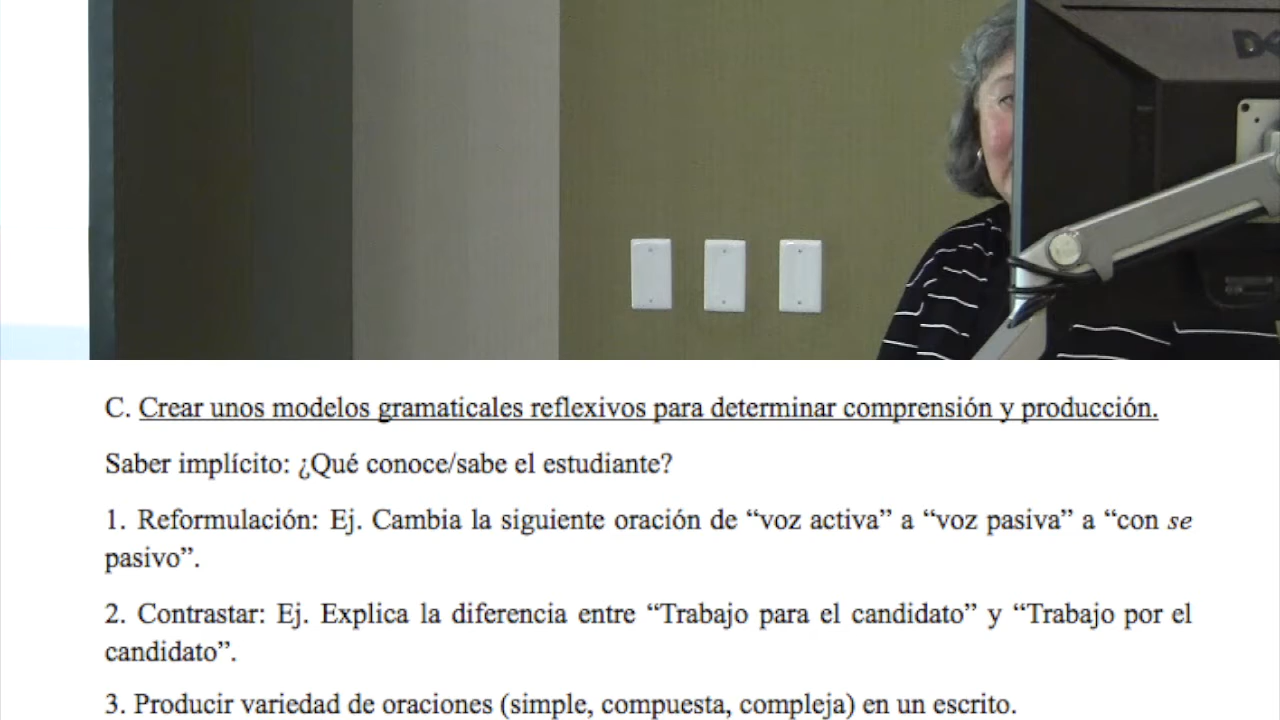 DE
C. Crear unos modelos gramaticales reflexivos para determinar comprensión y producción.
Saber implícito: ¿Qué conoce/sabe el estudiante?
1. Reformulación: Ej. Cambia la siguiente oración de “voz activa” a “voz pasiva” a “con se
pasivo”.
2. Contrastar: Ej. Explica la diferencia entre “Trabajo para el candidato” y “Trabajo por el
candidato”.
3. Producir variedad de oraciones (simple, compuesta, compleja) en un escrito.